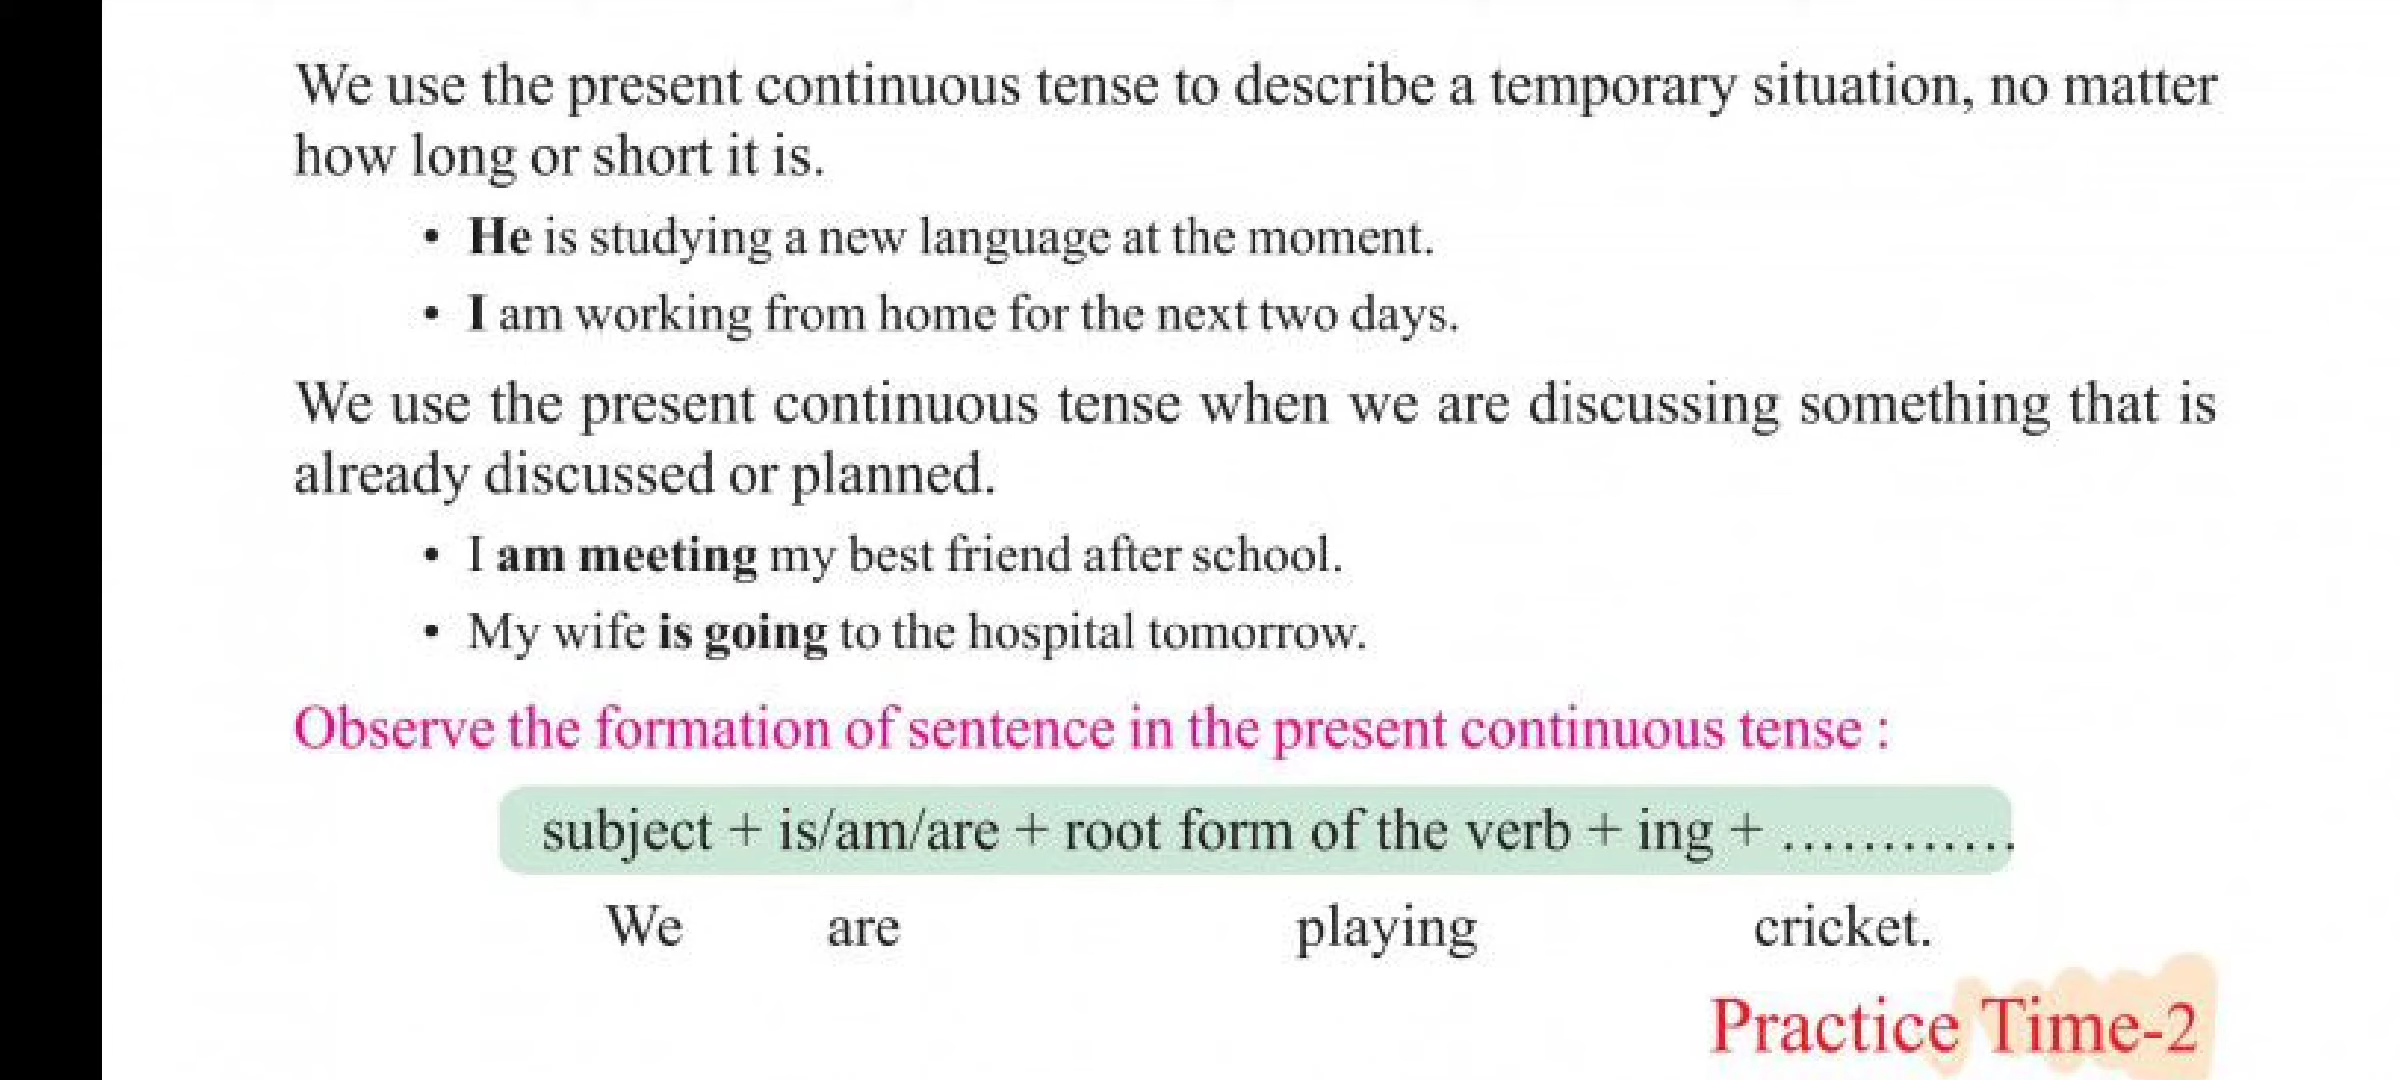 We use the present continuous tense to describe a temporary situation, no matter
how long or short it is.
• He is studying a new language at the moment.
• I am working from home for the next two days.
We use the present continuous tense when we are discussing something that is
already discussed or planned.
• I am meeting my best friend after school.
• My wife is going to the hospital tomorrow.
Observe the formation of sentence in the present continuous tense :
subject + is/am/are + root form of the verb + ing + ............
We are playing cricket.
Practice Time-2